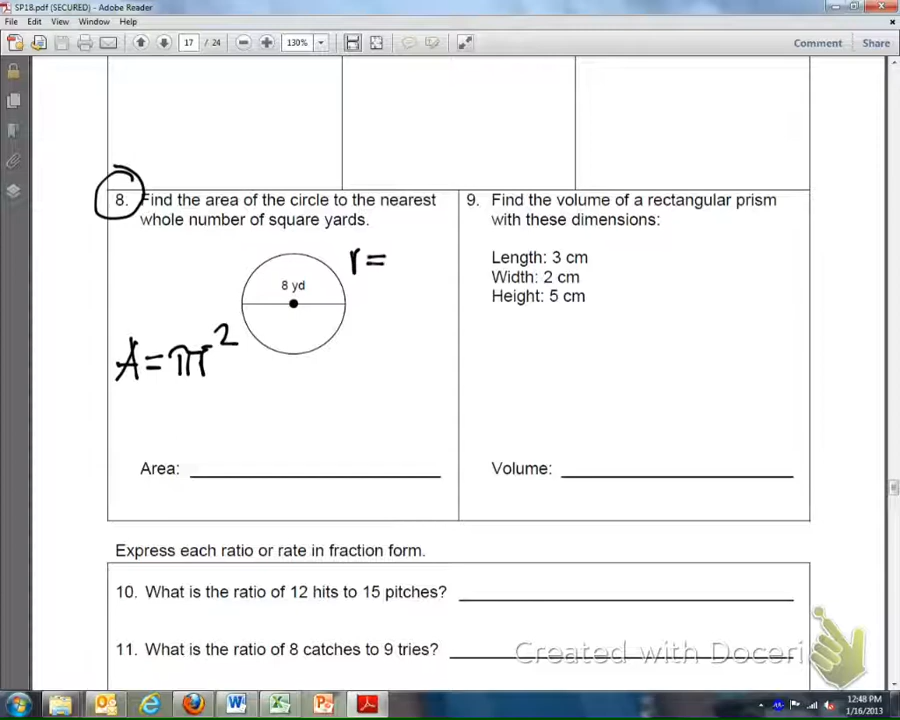 SP18.pdf (SECURED) - Adobe Reader
File Edit View Window Help
17 / 24 130% Comment Share
8. Find the area of the circle to the nearest
whole number of square yards.
r=
8 yd
A=πr²
Area:
9. Find the volume of a rectangular prism
with these dimensions:
Length: 3 cm
Width: 2 cm
Height: 5 cm
Volume:
Express each ratio or rate in fraction form.
10. What is the ratio of 12 hits to 15 pitches?
11. What is the ratio of 8 catches to 9 tries?
Created with Doceri
12:48 PM
1/16/2013